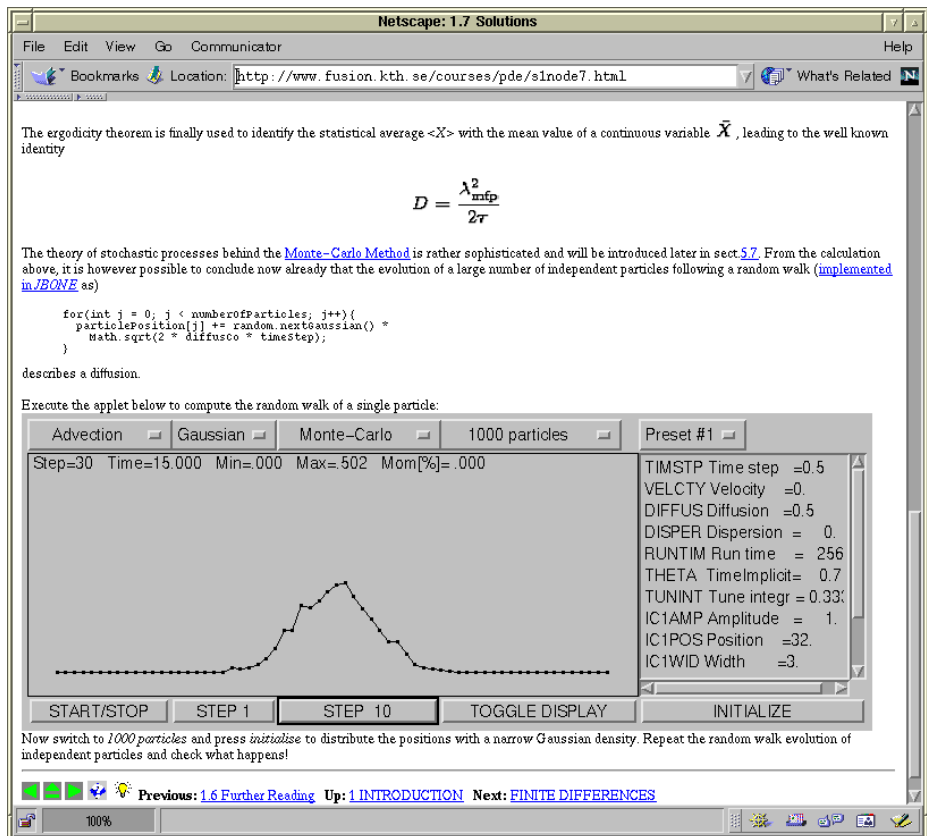 Netscape: 1.7 Solutions
File Edit View Go Communicator Help
Bookmarks Location: http://www.fusion.kth.se/courses/pde/s1node7.html What's Related N
The ergodicity theorem is finally used to identify the statistical average <X> with the mean value of a continuous variable X̄ , leading to the well known
identity
D = λ²mfp / 2τ
The theory of stochastic processes behind the Monte-Carlo Method is rather sophisticated and will be introduced later in sect.5.7. From the calculation
above, it is however possible to conclude now already that the evolution of a large number of independent particles following a random walk (implemented
in JBONE as)
for(int j = 0; j < numberOfParticles; j++){
particlePosition[j] += random.nextGaussian() *
Math.sqrt(2 * diffusCo * timeStep);
}
describes a diffusion.
Execute the applet below to compute the random walk of a single particle:
Advection Gaussian Monte-Carlo 1000 particles Preset #1
Step=30 Time=15.000 Min=.000 Max=.502 Mom[%]= .000
TIMSTP Time step =0.5
VELCTY Velocity =0.
DIFFUS Diffusion =0.5
DISPER Dispersion = 0.
RUNTIM Run time = 256
THETA TimeImplicit= 0.7
TUNINT Tune integr = 0.333
IC1AMP Amplitude = 1.
IC1POS Position =32.
IC1WID Width =3.
START/STOP STEP 1 STEP 10 TOGGLE DISPLAY INITIALIZE
Now switch to 1000 particles and press initialise to distribute the positions with a narrow Gaussian density. Repeat the random walk evolution of
independent particles and check what happens!
Previous: 1.6 Further Reading Up: 1 INTRODUCTION Next: FINITE DIFFERENCES
100%